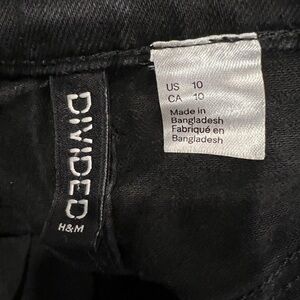 DIVIDED
H&M
US 10
CA 10
Made in
Bangladesh
Fabriqué en
Bangladesh